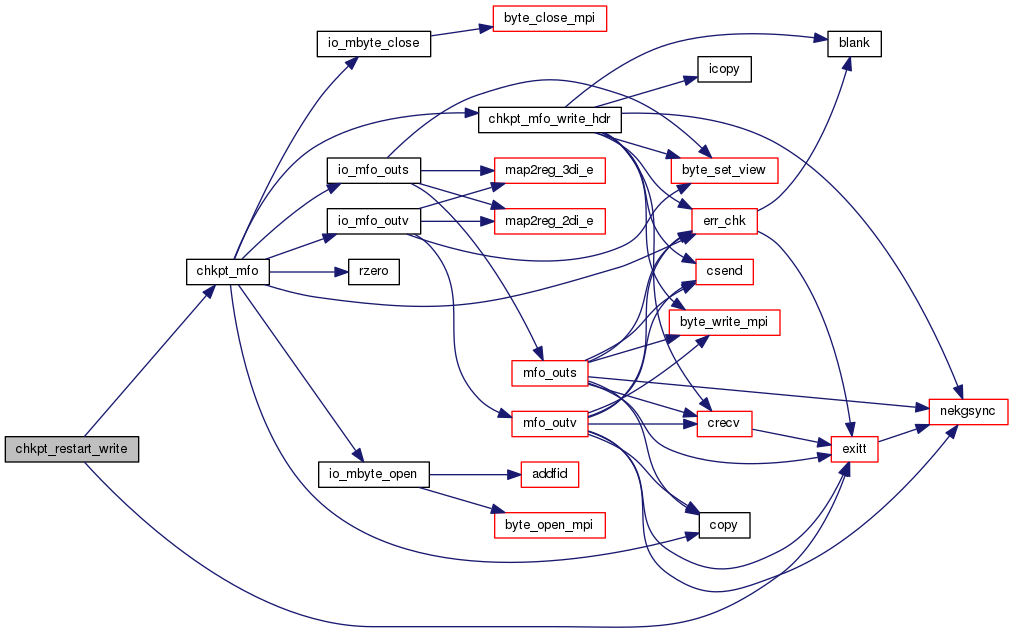 byte_close_mpi
io_mbyte_close
blank
icopy
chkpt_mfo_write_hdr
io_mfo_outs
map2reg_3di_e
byte_set_view
io_mfo_outv
map2reg_2di_e
err_chk
chkpt_mfo
rzero
csend
byte_write_mpi
mfo_outs
nekgsync
mfo_outv
crecv
chkpt_restart_write
exitt
io_mbyte_open
addfid
byte_open_mpi
copy